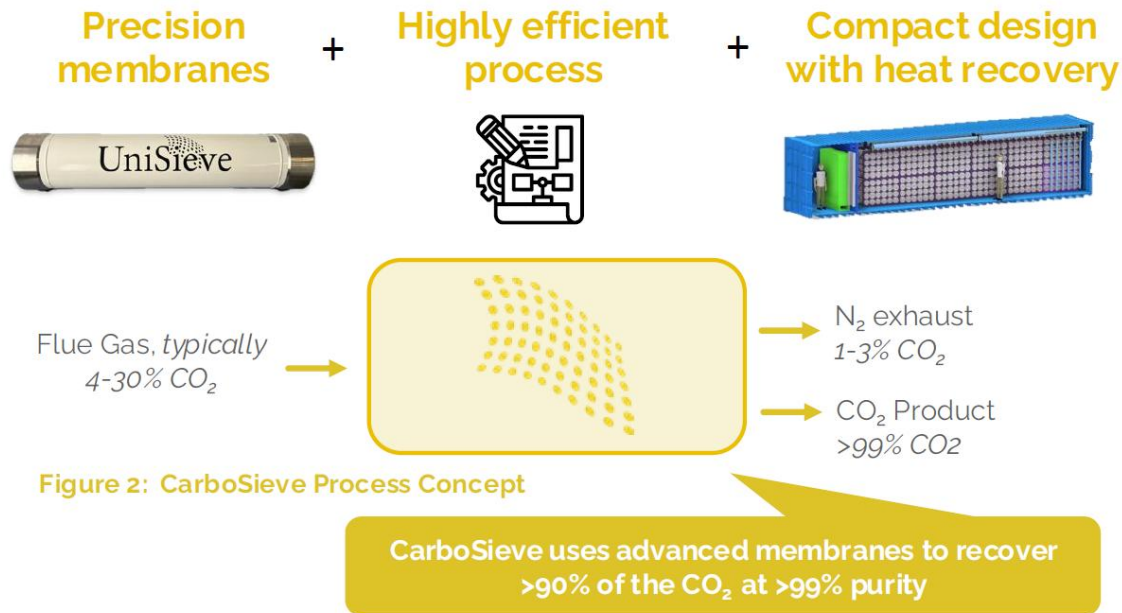 Precision
membranes
+
Highly efficient
process
+
Compact design
with heat recovery
UniSieve
Flue Gas, typically
4-30% CO₂
N₂ exhaust
1-3% CO₂
CO₂ Product
>99% CO2
Figure 2: CarboSieve Process Concept
CarboSieve uses advanced membranes to recover
>90% of the CO₂ at >99% purity